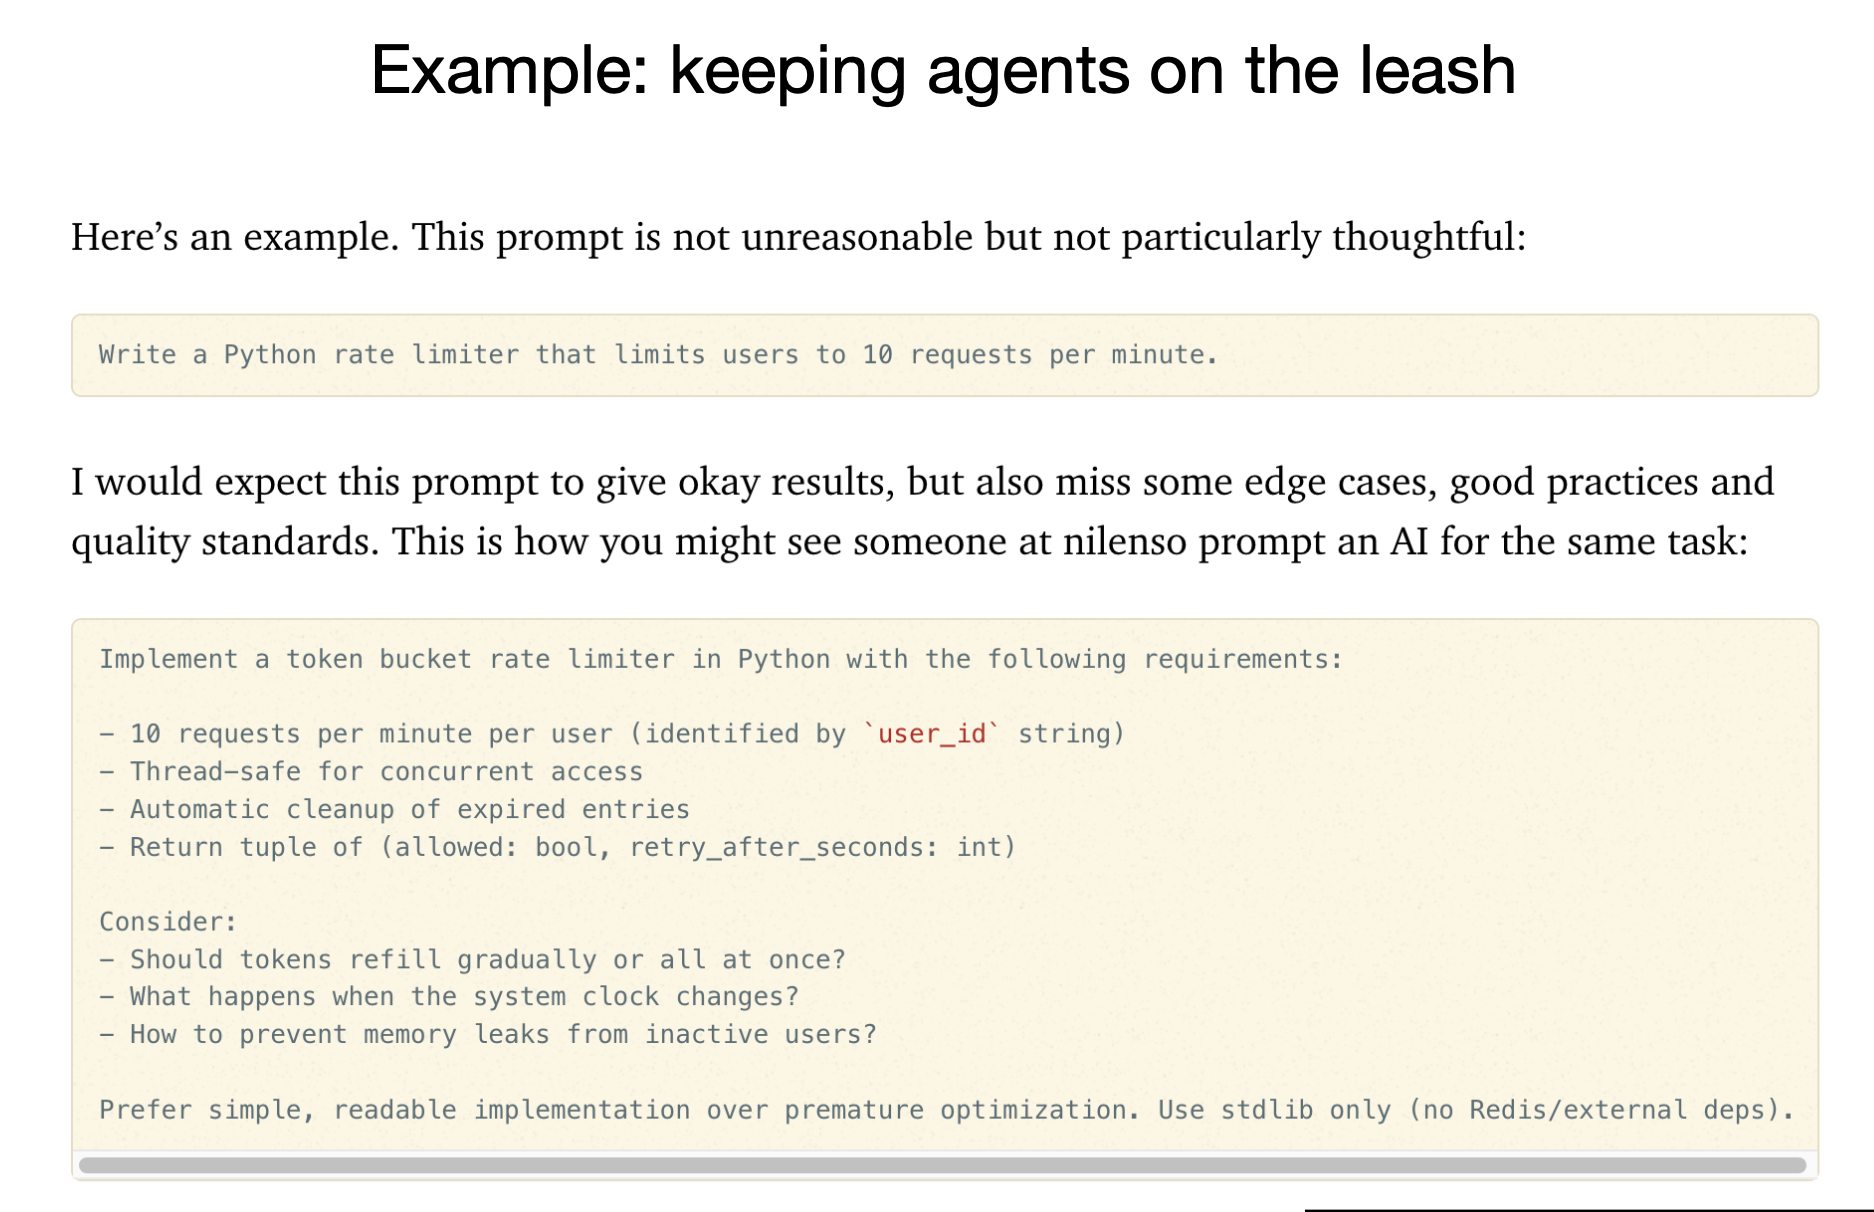 Example: keeping agents on the leash
Here’s an example. This prompt is not unreasonable but not particularly thoughtful:
Write a Python rate limiter that limits users to 10 requests per minute.
I would expect this prompt to give okay results, but also miss some edge cases, good practices and
quality standards. This is how you might see someone at nilenso prompt an AI for the same task:
Implement a token bucket rate limiter in Python with the following requirements:
- 10 requests per minute per user (identified by `user_id` string)
- Thread-safe for concurrent access
- Automatic cleanup of expired entries
- Return tuple of (allowed: bool, retry_after_seconds: int)
Consider:
- Should tokens refill gradually or all at once?
- What happens when the system clock changes?
- How to prevent memory leaks from inactive users?
Prefer simple, readable implementation over premature optimization. Use stdlib only (no Redis/external deps).